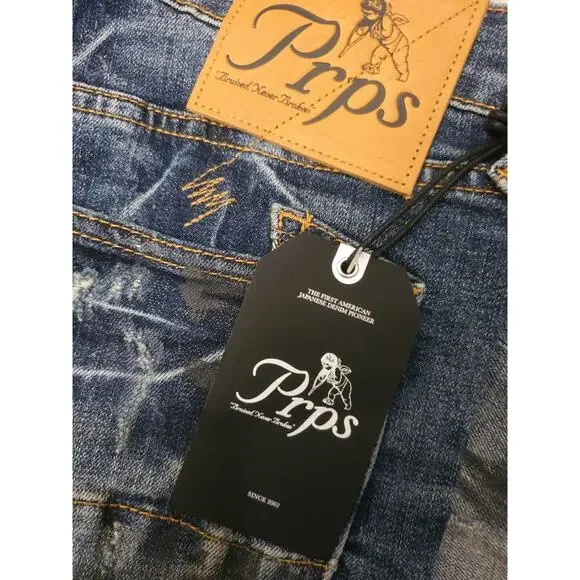 Prps
"Bruised, Never Broken"
THE FIRST AMERICAN
JAPANESE DENIM PIONEER
Prps
"Bruised, Never Broken"
SINCE 2002